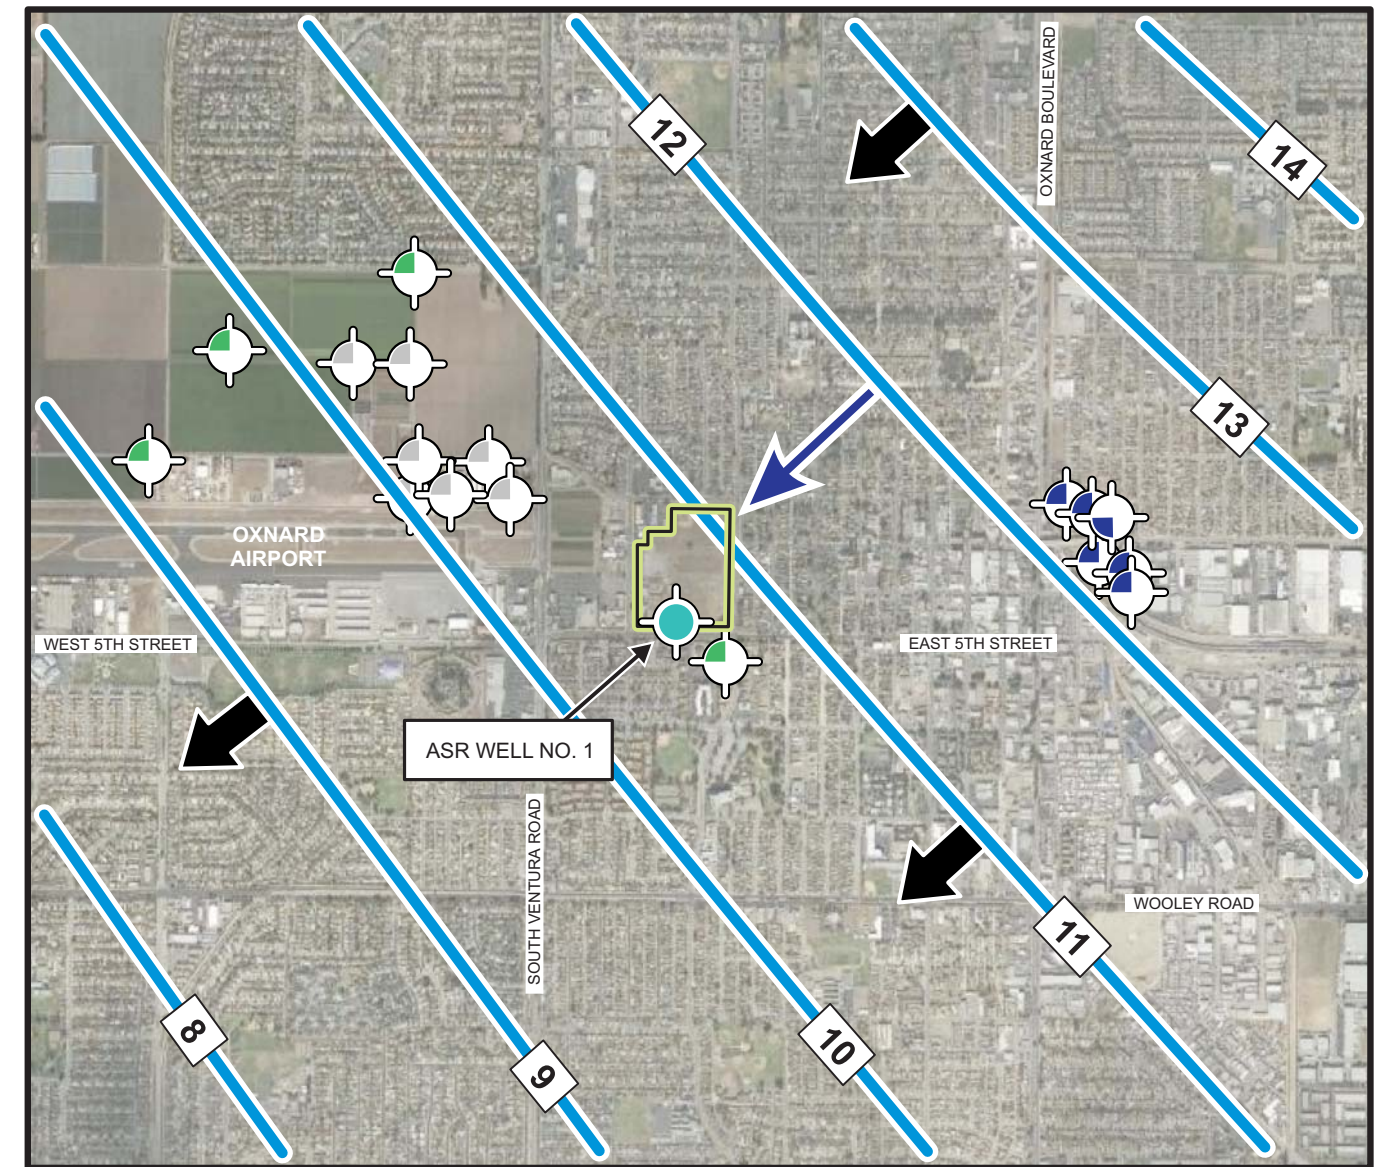 OXNARD BOULEVARD
12
14
13
OXNARD
AIRPORT
WEST 5TH STREET
EAST 5TH STREET
ASR WELL NO. 1
SOUTH VENTURA ROAD
WOOLEY ROAD
11
8
10
9